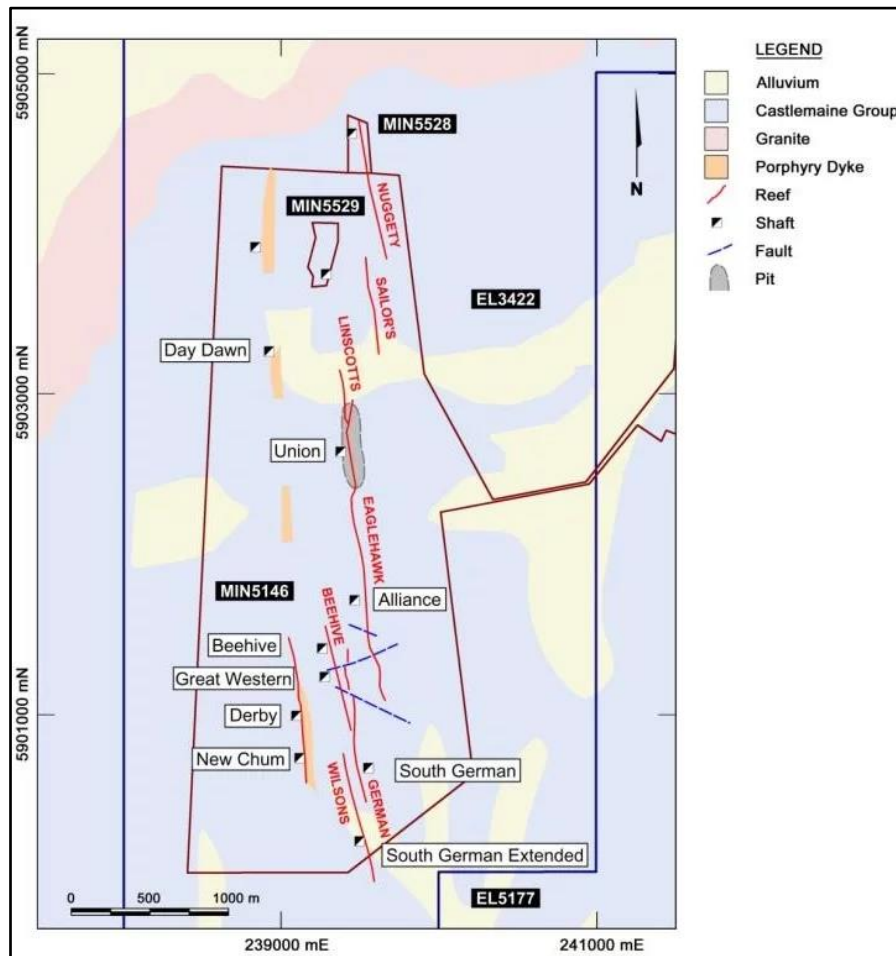 LEGEND
Alluvium
Castlemaine Group
Granite
Porphyry Dyke
Reef
Shaft
Fault
Pit
N
5905000 mN
5903000 mN
5901000 mN
MIN5528
MIN5529
NUGGETY
SAILOR'S
EL3422
LINSCOTTS
Day Dawn
Union
EAGLEHAWK
MIN5146
Alliance
BEEHIVE
Beehive
Great Western
Derby
New Chum
WILSONS
GERMAN
South German
South German Extended
EL5177
0 500 1000 m
239000 mE
241000 mE